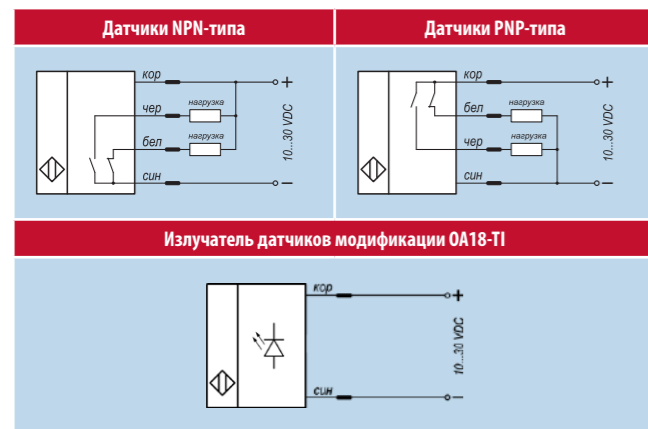 Датчики NPN-типа
Датчики PNP-типа
кор
+
чер
нагрузка
бел
нагрузка
син
−
10...30 VDC
кор
+
бел
нагрузка
чер
нагрузка
син
−
10...30 VDC
Излучатель датчиков модификации OA18-TI
кор
+
син
−
10...30 VDC